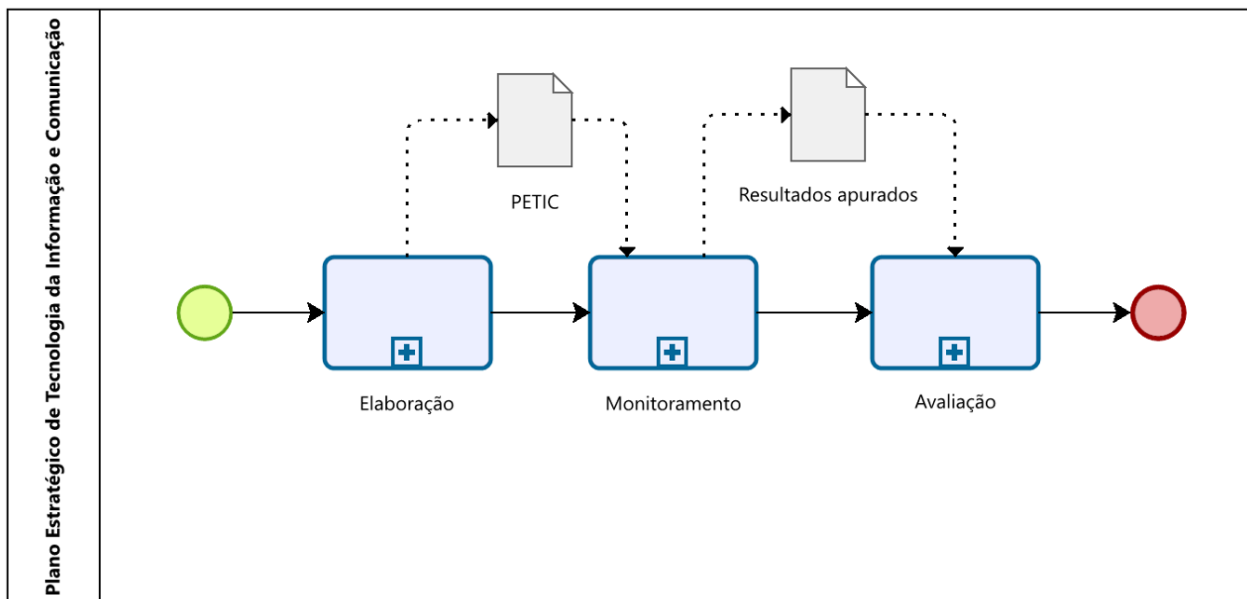 Plano Estratégico de Tecnologia da Informação e Comunicação
PETIC
Resultados apurados
Elaboração
Monitoramento
Avaliação